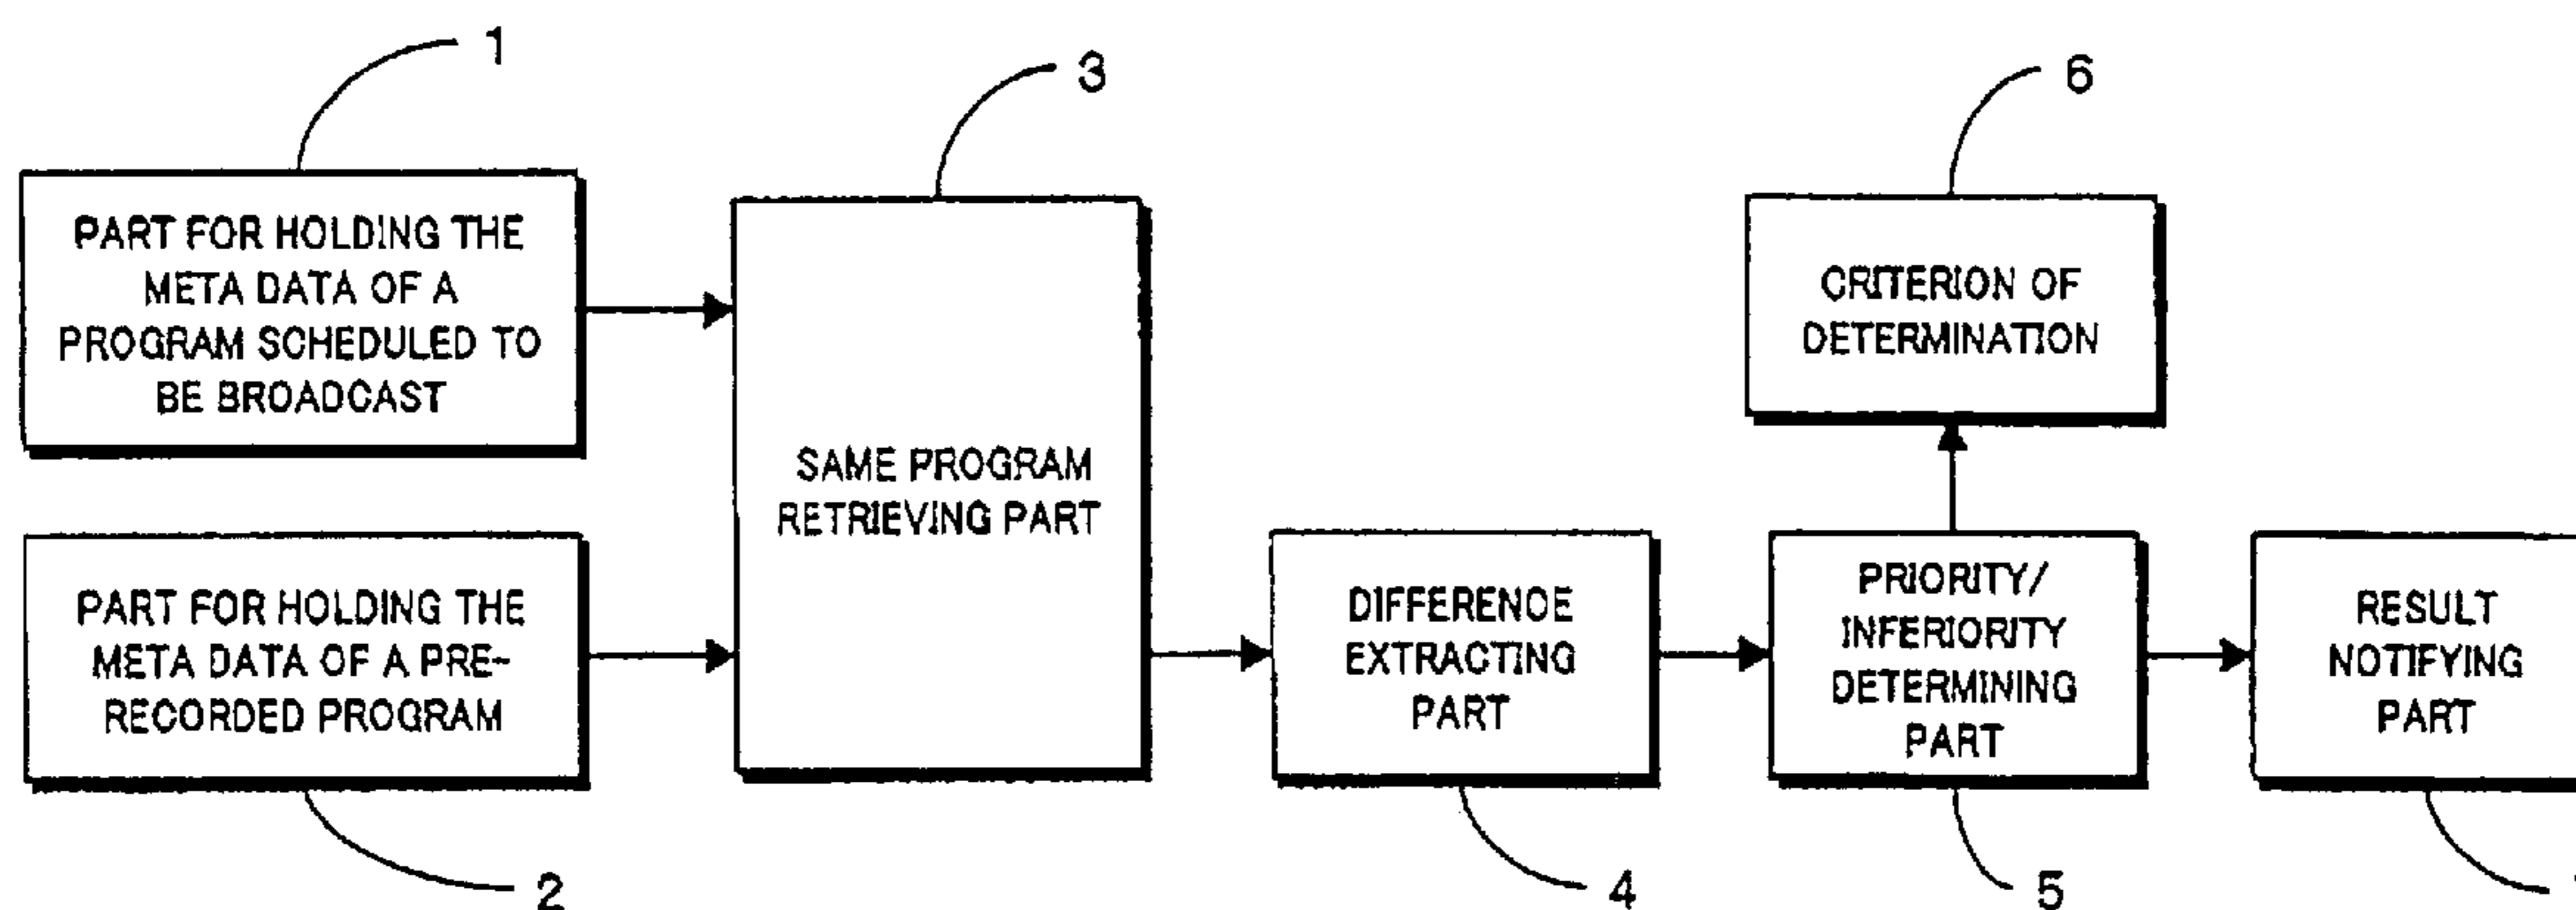 1
3
6
PART FOR HOLDING THE
META DATA OF A
PROGRAM SCHEDULED TO
BE BROADCAST
SAME PROGRAM
RETRIEVING PART
CRITERION OF
DETERMINATION
PART FOR HOLDING THE
META DATA OF A PRE-
RECORDED PROGRAM
DIFFERENCE
EXTRACTING
PART
PRIORITY/
INFERIORITY
DETERMINING
PART
RESULT
NOTIFYING
PART
2
4
5